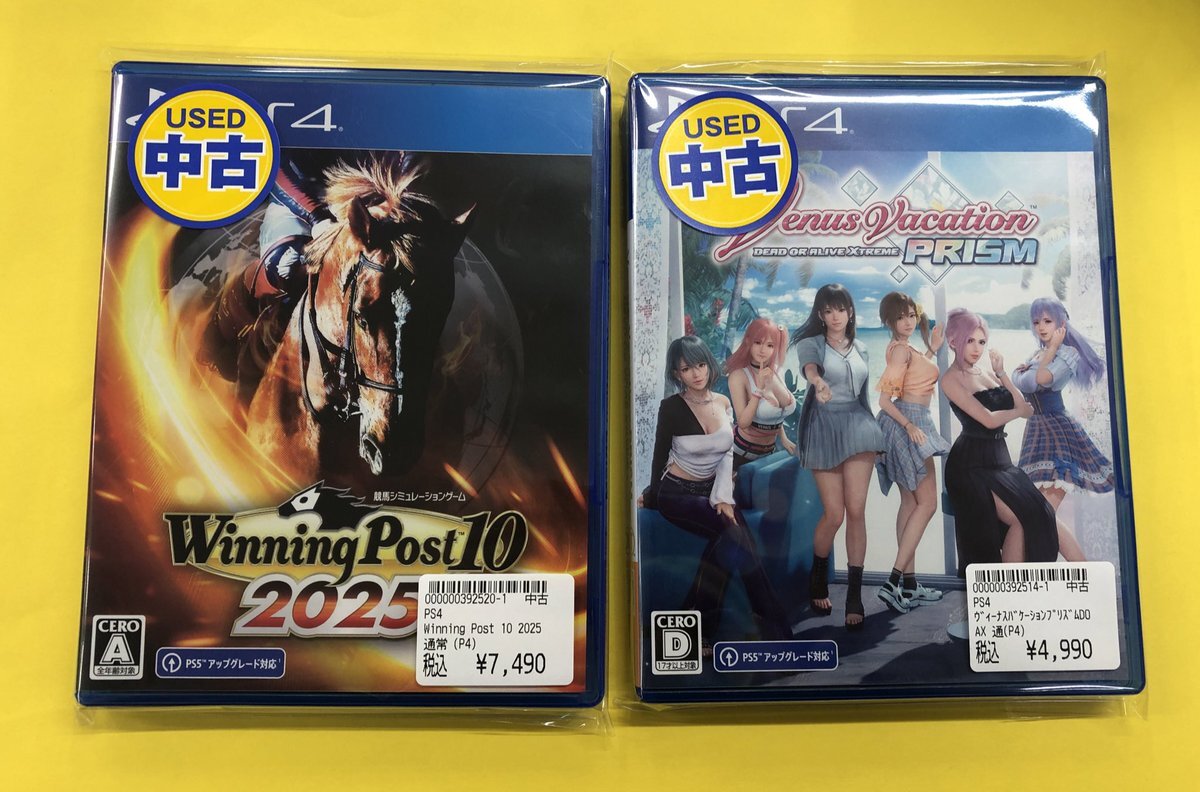 USED
中古
S4
競馬シミュレーションゲーム
Winning Post 10
2025
CERO
A
全年齢対象
PS5™ アップグレード対応
000000392520-1 中古
PS4
Winning Post 10 2025
通常 (P4)
税込 ¥7,490
USED
中古
S4
Venus Vacation™
DEAD OR ALIVE XTREME PRISM
CERO
D
17才以上対象
PS5™ アップグレード対応
000000392514-1 中古
PS4
ヴィーナスバケーションプリズムDO
AX 通(P4)
税込 ¥4,990